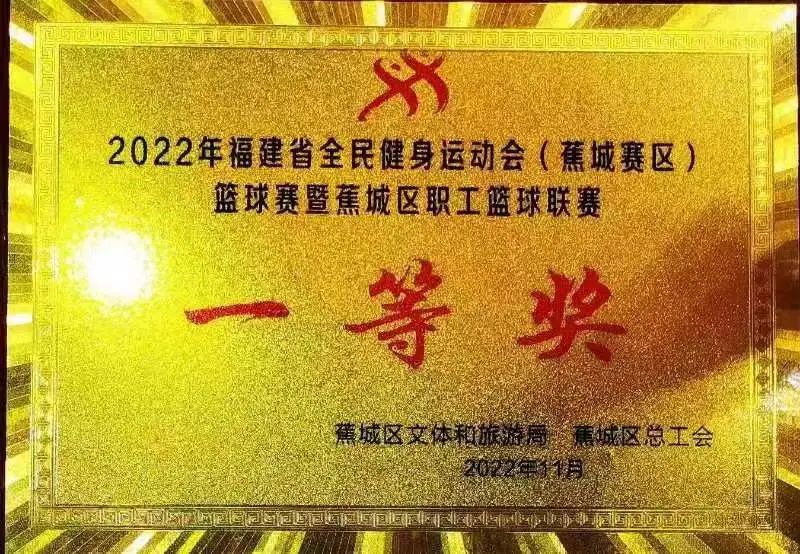 2022年福建省全民健身运动会（蕉城赛区）
篮球赛暨蕉城区职工篮球联赛
一等奖
蕉城区文体和旅游局 蕉城区总工会
2022年11月